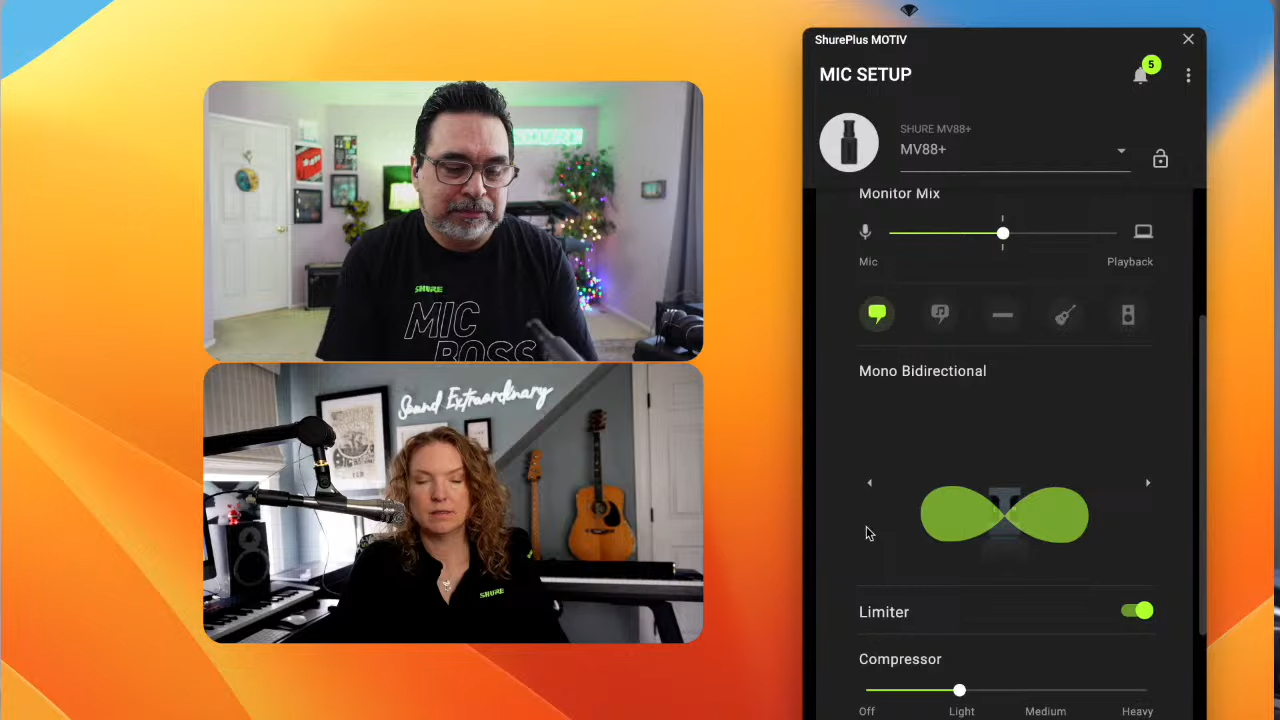 ShurePlus MOTIV
MIC SETUP
5
SHURE MV88+
MV88+
Monitor Mix
Mic
Playback
Mono Bidirectional
Limiter
Compressor
Off
Light
Medium
Heavy
SHURE
MIC
BOSS
Sound Extraordinary
SHURE